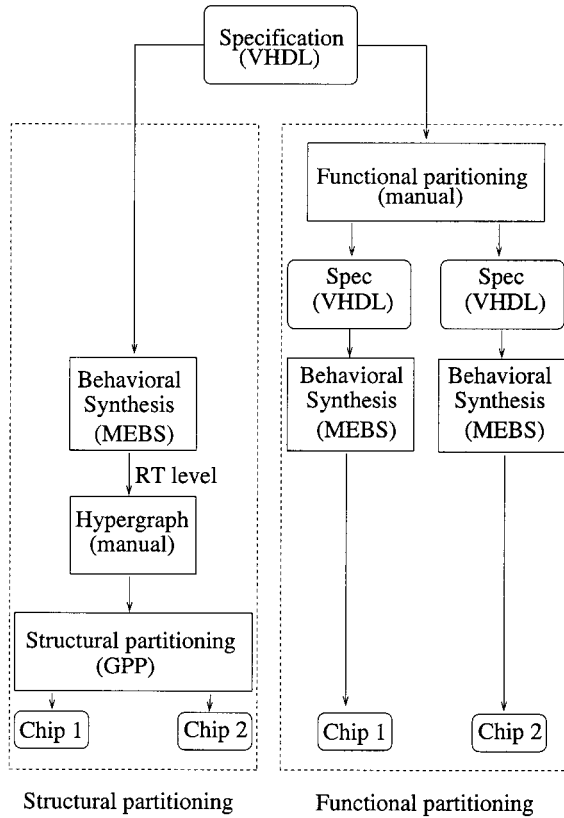 Specification
(VHDL)
Functional paritioning
(manual)
Spec
(VHDL)
Spec
(VHDL)
Behavioral
Synthesis
(MEBS)
Behavioral
Synthesis
(MEBS)
Behavioral
Synthesis
(MEBS)
RT level
Hypergraph
(manual)
Structural partitioning
(GPP)
Chip 1
Chip 2
Chip 1
Chip 2
Structural partitioning
Functional partitioning